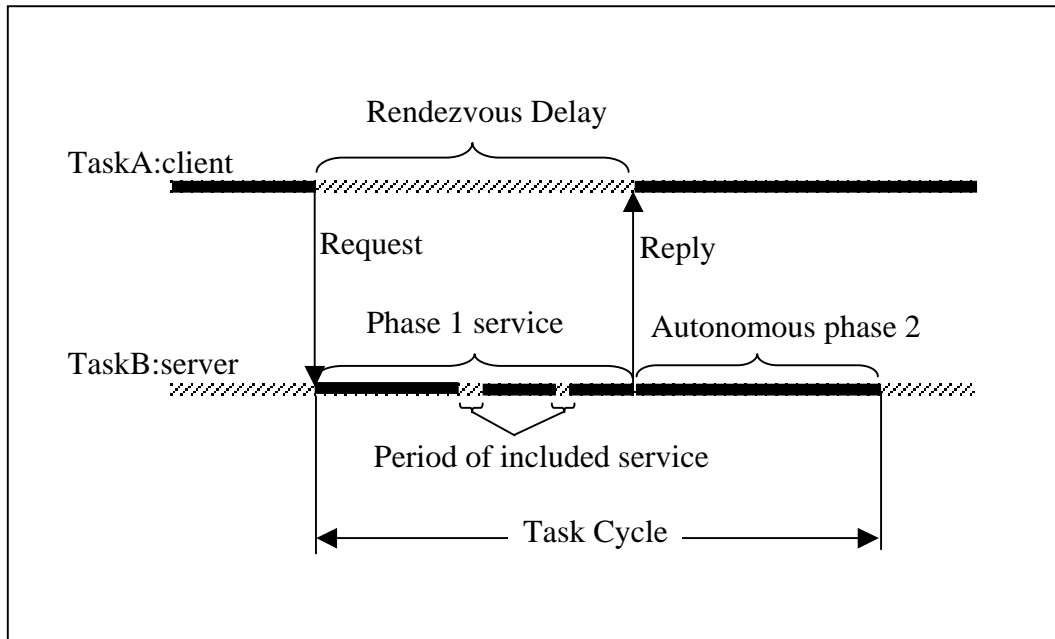 Rendezvous Delay
TaskA:client
Request
Reply
Phase 1 service
Autonomous phase 2
TaskB:server
Period of included service
Task Cycle